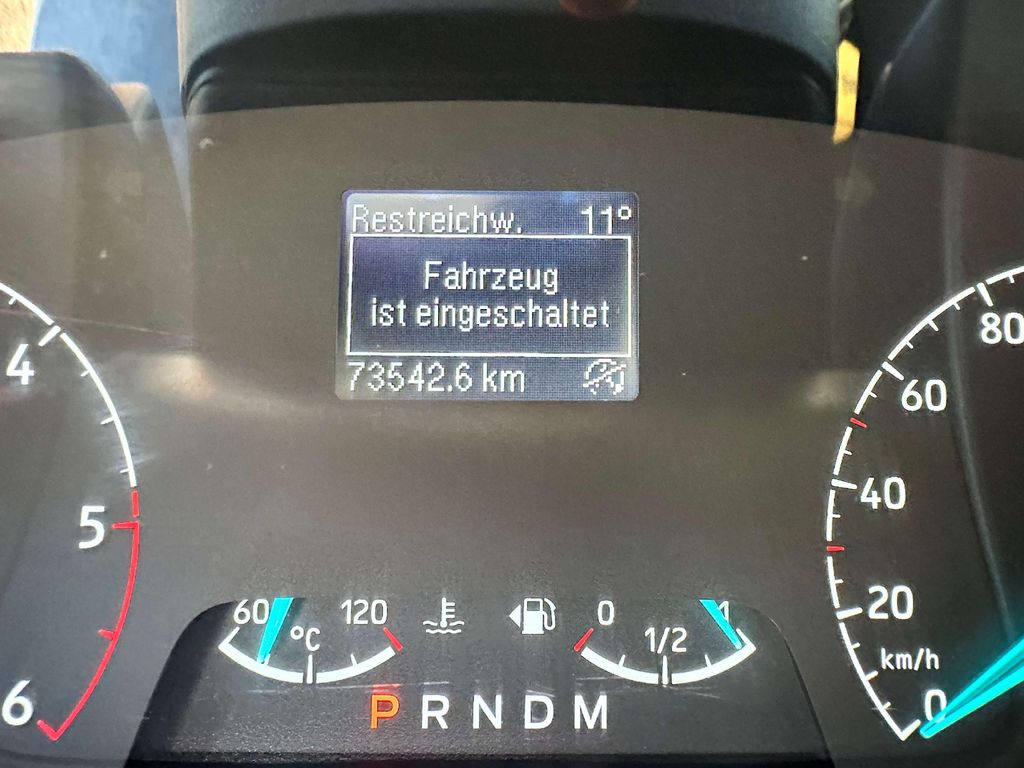 Restreichw. 11°
Fahrzeug
ist eingeschaltet
73542.6 km
4
5
6
80
60
40
20
km/h
0
60 °C 120
0 1/2 1
P R N D M